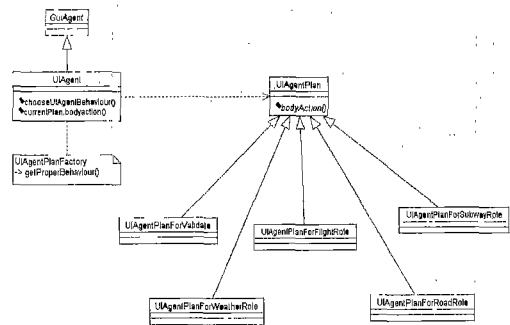 GuiAgent
UIAgent
chooseUIAgentBehaviour()
currentPlan.bodyaction()
UIAgentPlanFactory
-> getProperBehaviour()
UIAgentPlan
bodyAction()
UIAgentPlanForValidate
UIAgentPlanForFlightRole
UIAgentPlanForSubwayRole
UIAgentPlanForWeatherRole
UIAgentPlanForRoadRole